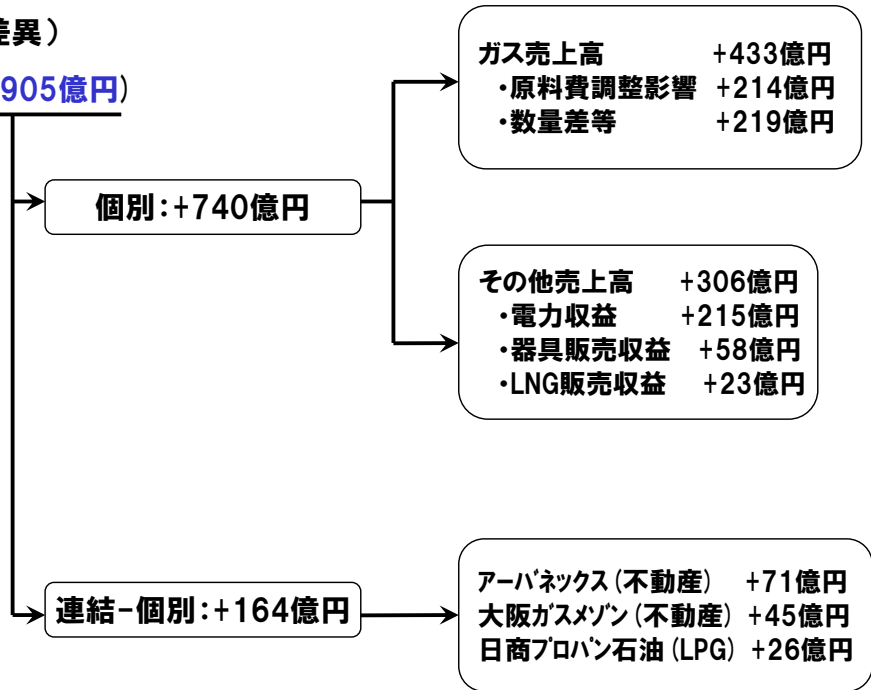 差異）
905億円)
ガス売上高 +433億円
・原料費調整影響 +214億円
・数量差等 +219億円
個別:+740億円
その他売上高 +306億円
・電力収益 +215億円
・器具販売収益 +58億円
・LNG販売収益 +23億円
連結-個別:+164億円
アーバネックス(不動産) +71億円
大阪ガスメゾン(不動産) +45億円
日商プロパン石油(LPG) +26億円